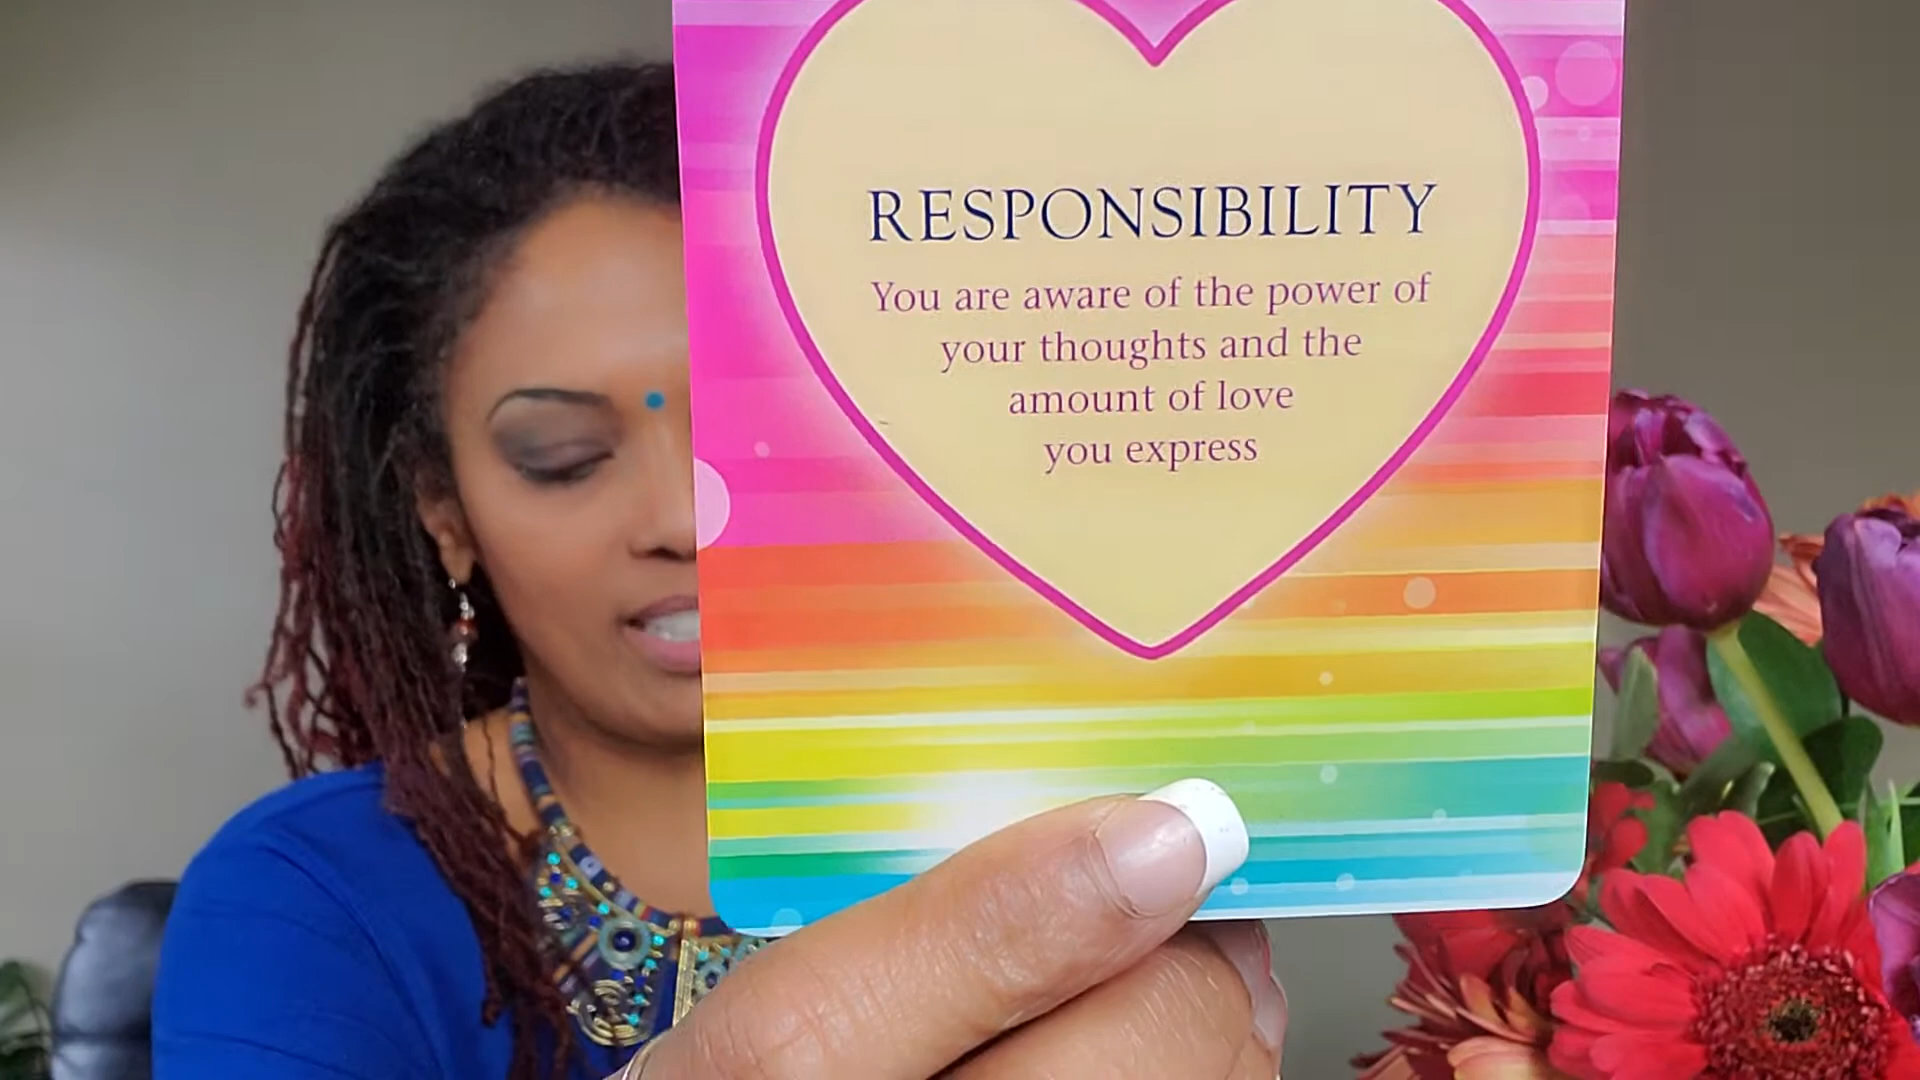 RESPONSIBILITY
You are aware of the power of
your thoughts and the
amount of love
you express